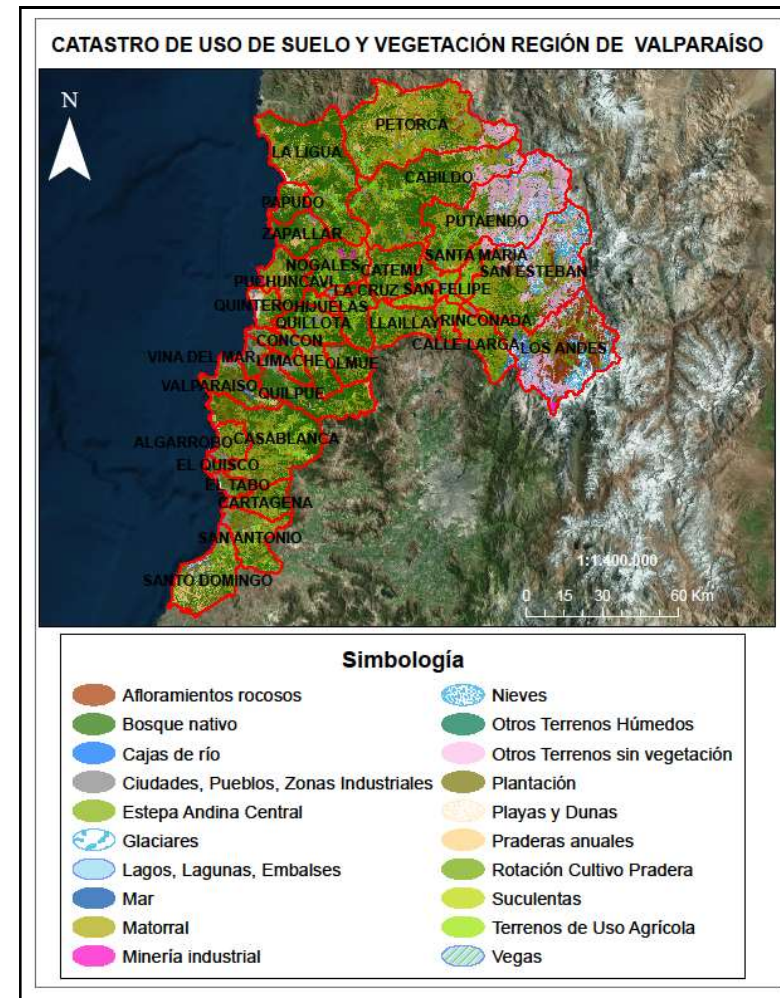 CATASTRO DE USO DE SUELO Y VEGETACIÓN REGIÓN DE VALPARAÍSO
N
PETORCA
LA LIGUA
CABILDO
PAPUDO
PUTAENDO
ZAPALLAR
SANTA MARIA
NOGALES
CATEMU
SAN ESTEBAN
PUCHUNCAVI
LA CRUZ
SAN FELIPE
QUINTERO
HIJUELAS
QUILLOTA
LLAILLAY
RINCONADA
CONCON
CALLE LARGA
LOS ANDES
VINA DEL MAR
LIMACHE
OLMUE
VALPARAISO
QUILPUE
ALGARROBO
CASABLANCA
EL QUISCO
EL TABO
CARTAGENA
SAN ANTONIO
SANTO DOMINGO
1:1.400.000
0 15 30 60 Km
Simbología
Afloramientos rocosos
Bosque nativo
Cajas de río
Ciudades, Pueblos, Zonas Industriales
Estepa Andina Central
Glaciares
Lagos, Lagunas, Embalses
Mar
Matorral
Minería industrial
Nieves
Otros Terrenos Húmedos
Otros Terrenos sin vegetación
Plantación
Playas y Dunas
Praderas anuales
Rotación Cultivo Pradera
Suculentas
Terrenos de Uso Agrícola
Vegas